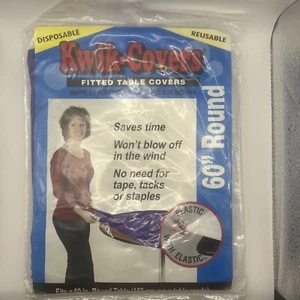 DISPOSABLE
REUSABLE
Kwik-Covers
FITTED TABLE COVERS
60" Round
Saves time
Won't blow off
in the wind
No need for
tape, tacks
or staples
PLASTIC
ELASTIC